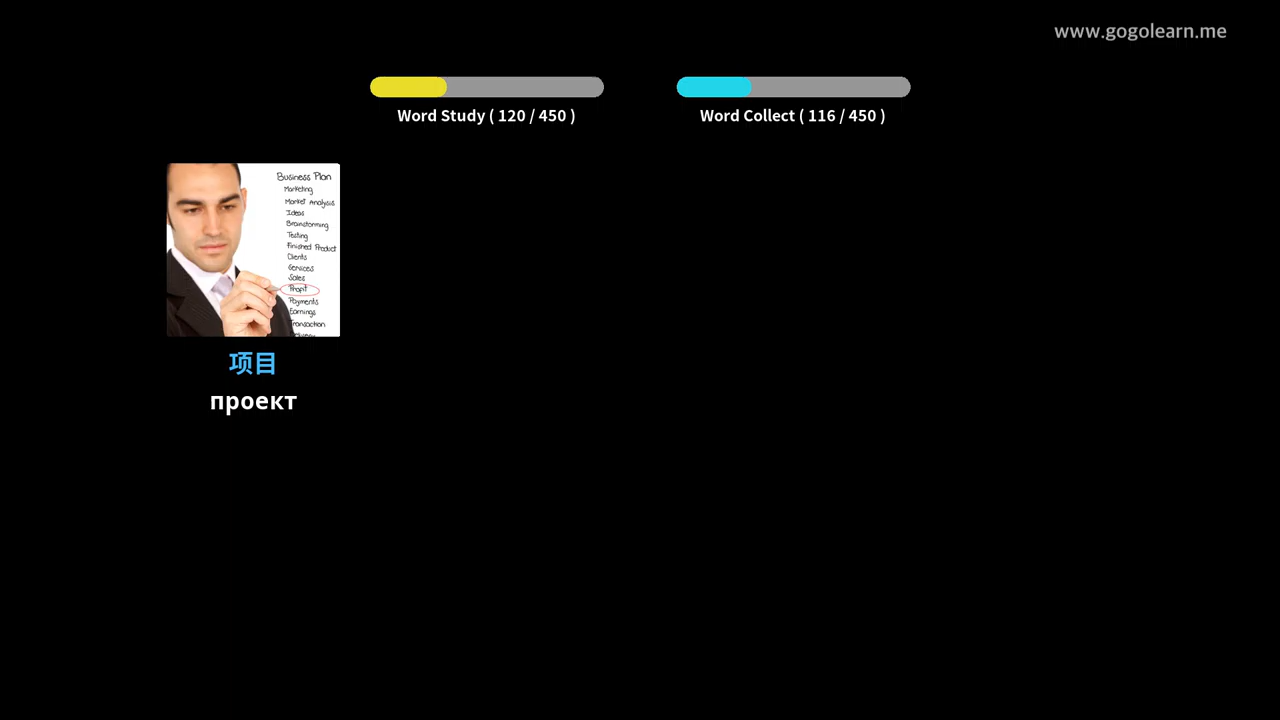 www.gogolearn.me
Word Study ( 120 / 450 )
Word Collect ( 116 / 450 )
Business Plan
Marketing
Market Analysis
Ideas
Brainstorming
Testing
Finished Product
Clients
Services
Sales
Profit
Payments
Earnings
Transaction
项目
проект